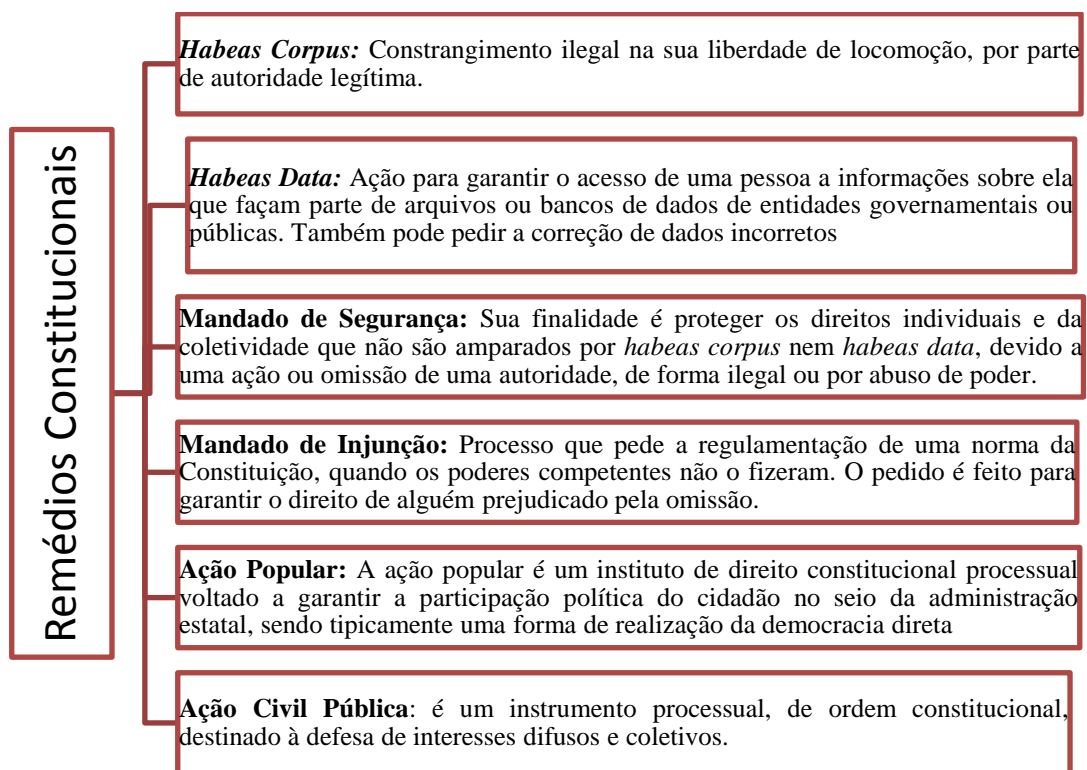 Remédios Constitucionais
Habeas Corpus: Constrangimento ilegal na sua liberdade de locomoção, por parte
de autoridade legítima.
Habeas Data: Ação para garantir o acesso de uma pessoa a informações sobre ela
que façam parte de arquivos ou bancos de dados de entidades governamentais ou
públicas. Também pode pedir a correção de dados incorretos
Mandado de Segurança: Sua finalidade é proteger os direitos individuais e da
coletividade que não são amparados por habeas corpus nem habeas data, devido a
uma ação ou omissão de uma autoridade, de forma ilegal ou por abuso de poder.
Mandado de Injunção: Processo que pede a regulamentação de uma norma da
Constituição, quando os poderes competentes não o fizeram. O pedido é feito para
garantir o direito de alguém prejudicado pela omissão.
Ação Popular: A ação popular é um instituto de direito constitucional processual
voltado a garantir a participação política do cidadão no seio da administração
estatal, sendo tipicamente uma forma de realização da democracia direta
Ação Civil Pública: é um instrumento processual, de ordem constitucional,
destinado à defesa de interesses difusos e coletivos.